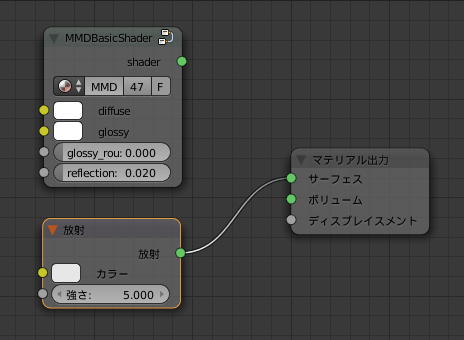 MMDBasicShader
shader
MMD 47 F
diffuse
glossy
glossy_rou: 0.000
reflection: 0.020
放射
放射
カラー
強さ: 5.000
マテリアル出力
サーフェス
ボリューム
ディスプレイスメント